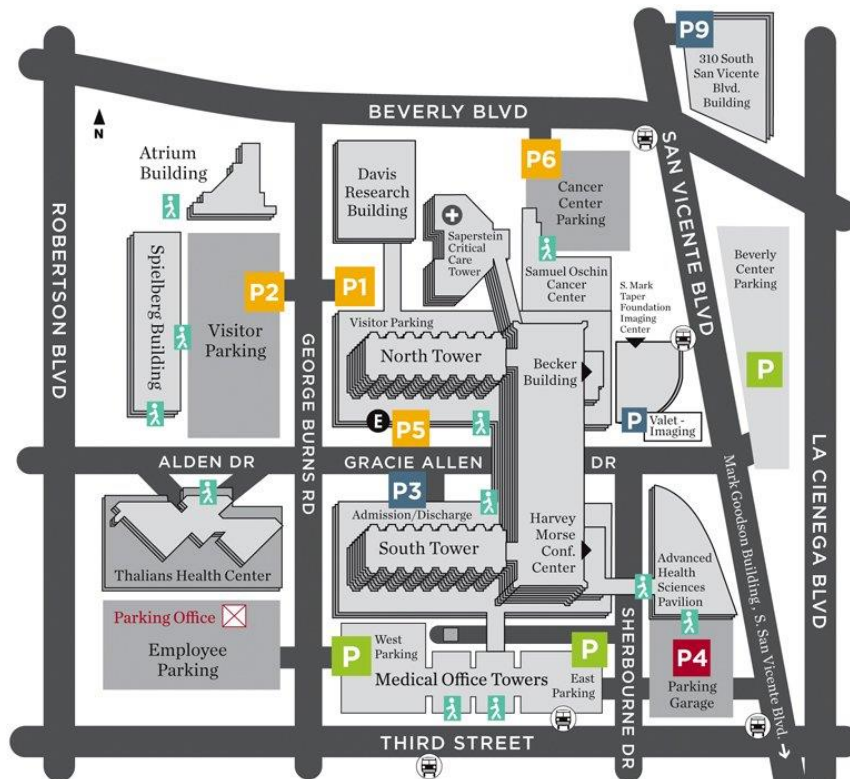 P9
310 South
San Vicente
Blvd.
Building
BEVERLY BLVD
N
Atrium
Building
Davis
Research
Building
P6
Cancer
Center
Parking
SAN VICENTE BLVD
ROBERTSON BLVD
Saperstein
Critical
Care
Tower
Spielberg Building
P2
P1
Visitor
Parking
Samuel Oschin
Cancer
Center
S. Mark
Taper
Foundation
Imaging
Center
Beverly
Center
Parking
GEORGE BURNS RD
Visitor Parking
North Tower
Becker
Building
P
E
P5
P
Valet -
Imaging
ALDEN DR
GRACIE ALLEN
DR
LA CIENEGA BLVD
P3
Admission/Discharge
South Tower
Harvey
Morse
Conf.
Center
Thalians Health Center
Advanced
Health
Sciences
Pavilion
Mark Goodson Building , S. San Vicente Blvd.
Parking Office
Employee
Parking
P
West
Parking
Medical Office Towers
P
East
Parking
SHERBOURNE DR
P4
Parking
Garage
THIRD STREET